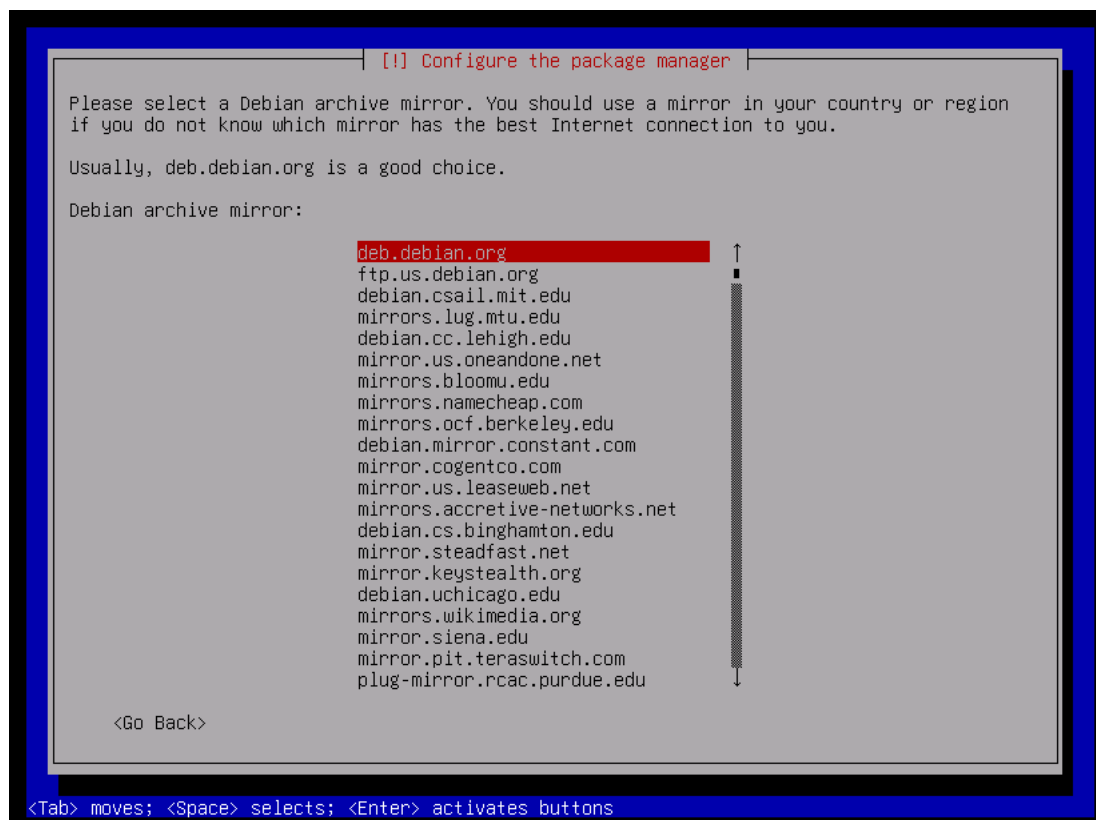 [!] Configure the package manager
Please select a Debian archive mirror. You should use a mirror in your country or region
if you do not know which mirror has the best Internet connection to you.
Usually, deb.debian.org is a good choice.
Debian archive mirror:
deb.debian.org
ftp.us.debian.org
debian.csail.mit.edu
mirrors.lug.mtu.edu
debian.cc.lehigh.edu
mirror.us.oneandone.net
mirrors.bloomu.edu
mirrors.namecheap.com
mirrors.ocf.berkeley.edu
debian.mirror.constant.com
mirror.cogentco.com
mirror.us.leaseweb.net
mirrors.accretive-networks.net
debian.cs.binghamton.edu
mirror.steadfast.net
mirror.keystealth.org
debian.uchicago.edu
mirrors.wikimedia.org
mirror.siena.edu
mirror.pit.teraswitch.com
plug-mirror.rcac.purdue.edu
<Go Back>
<Tab> moves; <Space> selects; <Enter> activates buttons